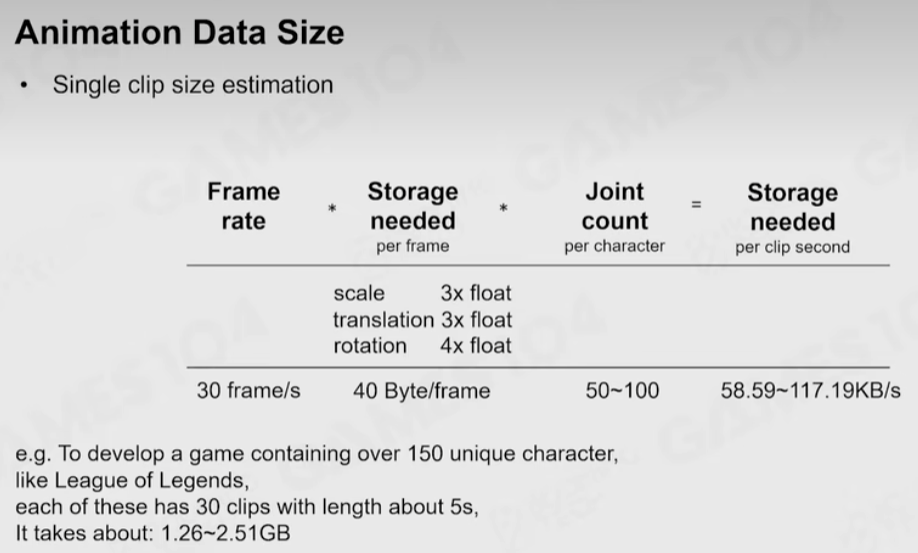 Animation Data Size
• Single clip size estimation
Frame rate * Storage needed per frame * Joint count per character = Storage needed per clip second
scale 3x float
translation 3x float
rotation 4x float
30 frame/s 40 Byte/frame 50~100 58.59~117.19KB/s
e.g. To develop a game containing over 150 unique character,
like League of Legends,
each of these has 30 clips with length about 5s,
It takes about: 1.26~2.51GB
GAMES104